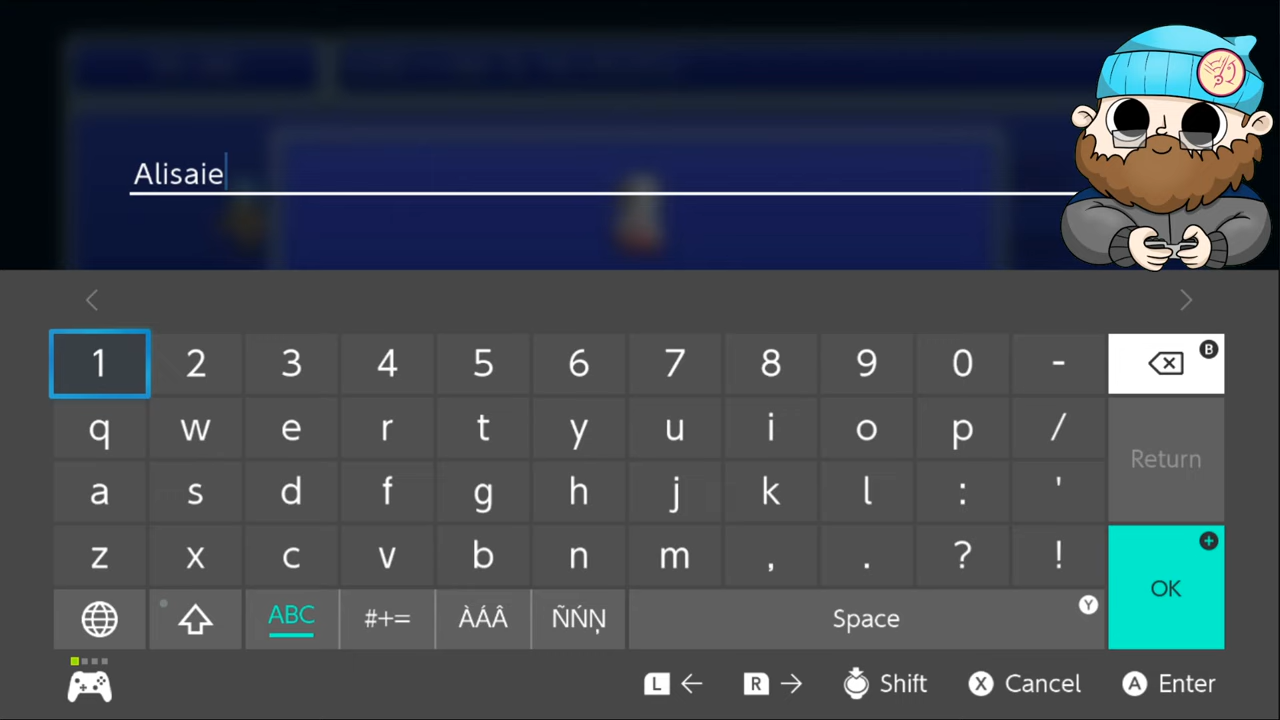 Alisaie
1 2 3 4 5 6 7 8 9 0 - B
q w e r t y u i o p / Return
a s d f g h j k l : '
z x c v b n m , . ? ! + OK
ABC #+= ÀÁÂ ÑŃŅ Space Y
L ← R → Shift X Cancel A Enter